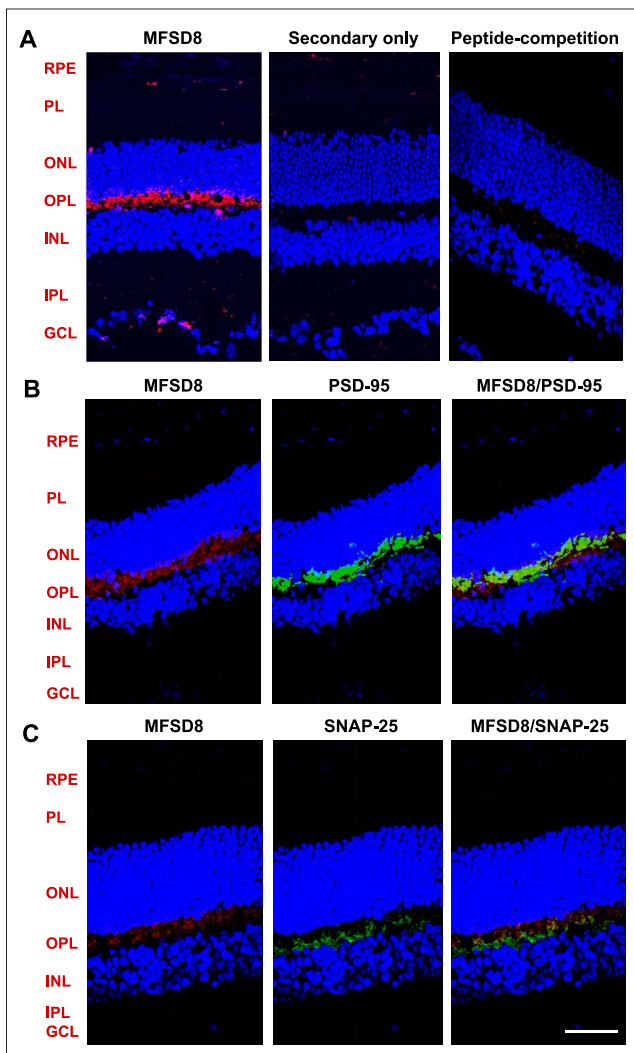 A
MFSD8 Secondary only Peptide-competition
RPE
PL
ONL
OPL
INL
IPL
GCL
B
MFSD8 PSD-95 MFSD8/PSD-95
RPE
PL
ONL
OPL
INL
IPL
GCL
C
MFSD8 SNAP-25 MFSD8/SNAP-25
RPE
PL
ONL
OPL
INL
IPL
GCL